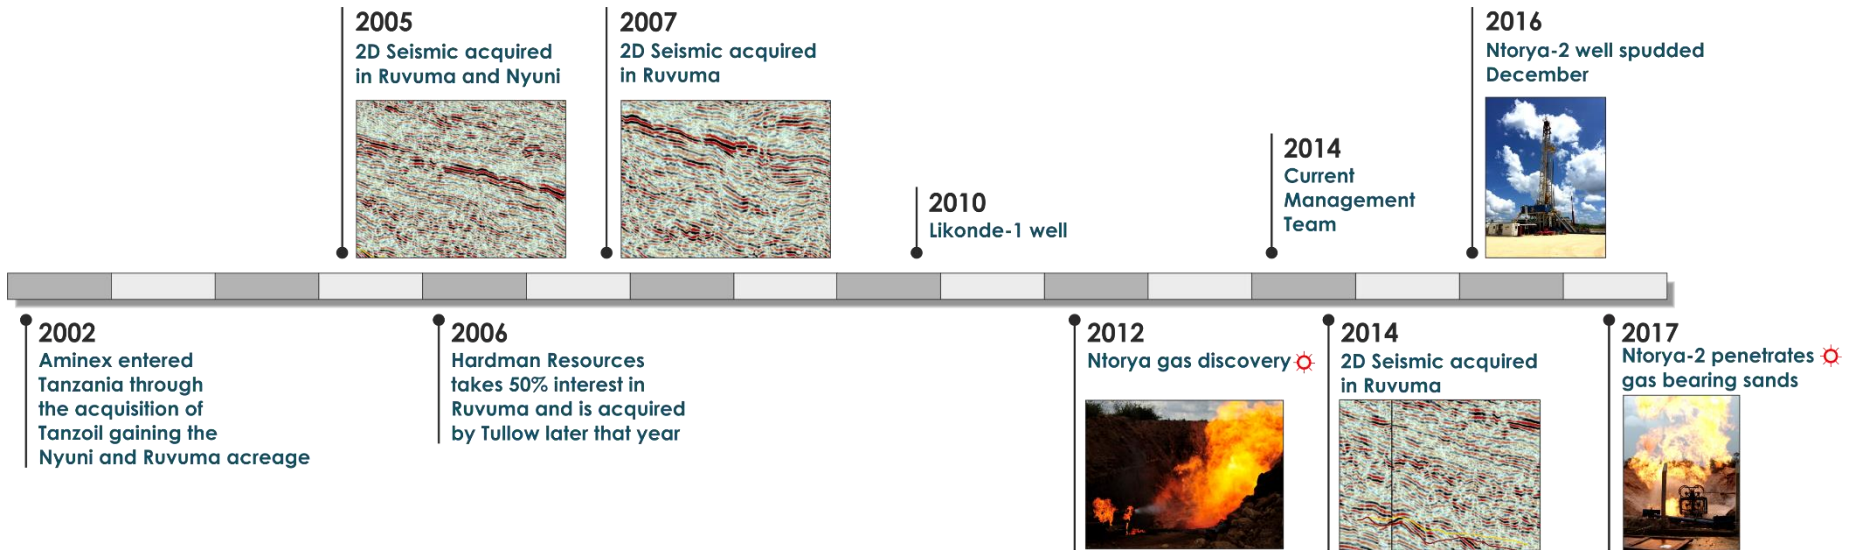 2005
2D Seismic acquired
in Ruvuma and Nyuni
2007
2D Seismic acquired
in Ruvuma
2010
Likonde-1 well
2014
Current
Management
Team
2016
Ntorya-2 well spudded
December
2002
Aminex entered
Tanzania through
the acquisition of
Tanzoil gaining the
Nyuni and Ruvuma acreage
2006
Hardman Resources
takes 50% interest in
Ruvuma and is acquired
by Tullow later that year
2012
Ntorya gas discovery
2014
2D Seismic acquired
in Ruvuma
2017
Ntorya-2 penetrates
gas bearing sands